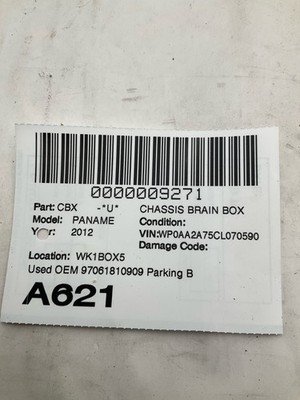 0000009271
Part: CBX -*U* CHASSIS BRAIN BOX
Model: PANAME Condition:
Year: 2012 VIN:WP0AA2A75CL070590
Damage Code:
Location: WK1BOX5
Used OEM 97061810909 Parking B
A621